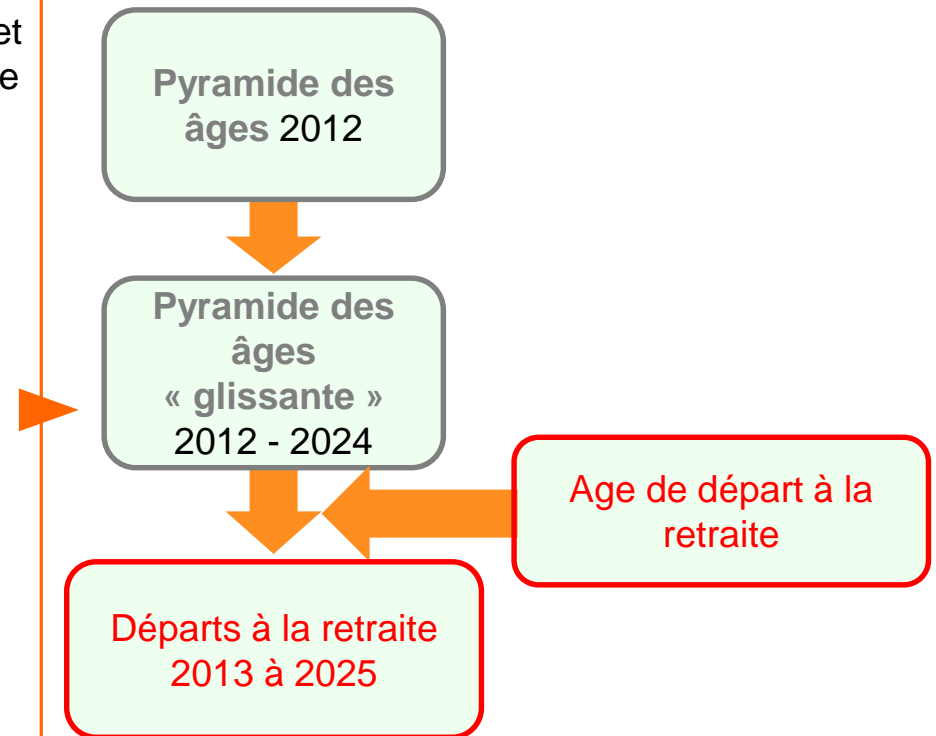 et
e
Pyramide des
âges 2012
Pyramide des
âges
« glissante »
2012 - 2024
Age de départ à la
retraite
Départs à la retraite
2013 à 2025